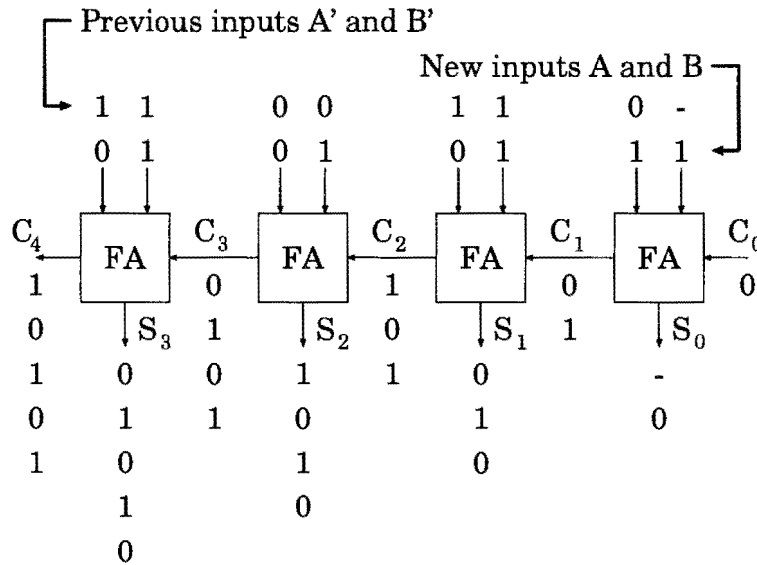 Previous inputs A' and B'
New inputs A and B
1 1 0 0 1 1 0 -
0 1 0 1 0 1 1 1
C4 C3 C2 C1 C0
FA FA FA FA
1 0 1 0 0
0 S3 1 S2 0 S1 1 S0
1 0 0 1 1 0 -
0 1 1 0 1 0
1 0 1 0
1 0
0